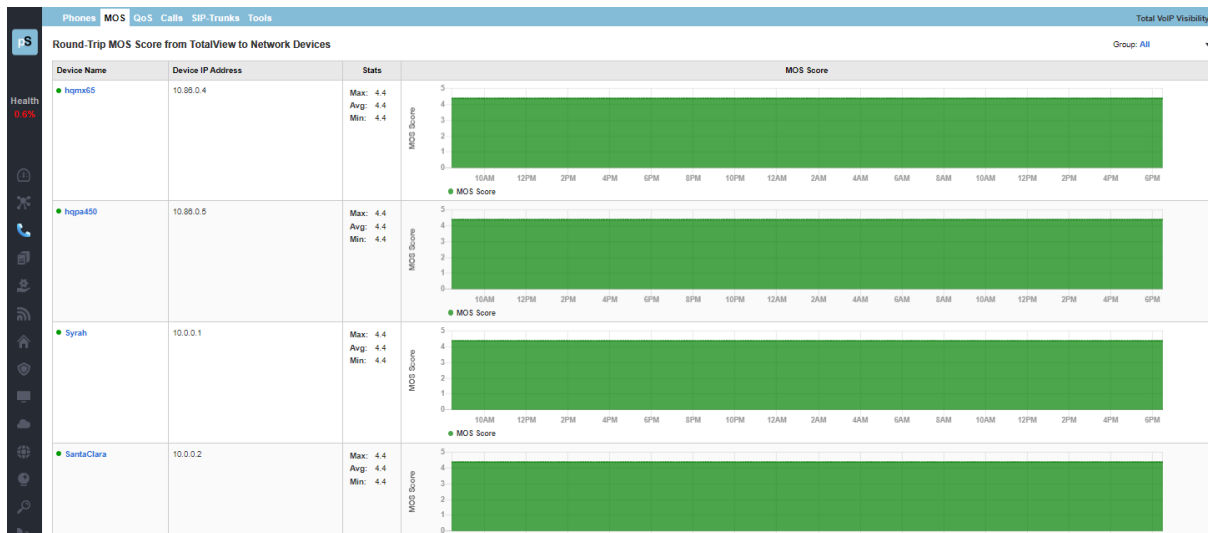 Phones MOS QoS Calls SIP-Trunks Tools Total VoIP Visibility
pS
Round-Trip MOS Score from TotalView to Network Devices Group: All
Health
0.6%
Device Name Device IP Address Stats MOS Score
hqmx65 10.86.0.4 Max: 4.4
Avg: 4.4
Min: 4.4
MOS Score
5
4
3
2
1
0
10AM 12PM 2PM 4PM 6PM 8PM 10PM 12AM 2AM 4AM 6AM 8AM 10AM 12PM 2PM 4PM 6PM
MOS Score
hqpa450 10.86.0.5 Max: 4.4
Avg: 4.4
Min: 4.4
MOS Score
5
4
3
2
1
0
10AM 12PM 2PM 4PM 6PM 8PM 10PM 12AM 2AM 4AM 6AM 8AM 10AM 12PM 2PM 4PM 6PM
MOS Score
Syrah 10.0.0.1 Max: 4.4
Avg: 4.4
Min: 4.4
MOS Score
5
4
3
2
1
0
10AM 12PM 2PM 4PM 6PM 8PM 10PM 12AM 2AM 4AM 6AM 8AM 10AM 12PM 2PM 4PM 6PM
MOS Score
SantaClara 10.0.0.2 Max: 4.4
Avg: 4.4
Min: 4.4
MOS Score
5
4
3
2
1
0